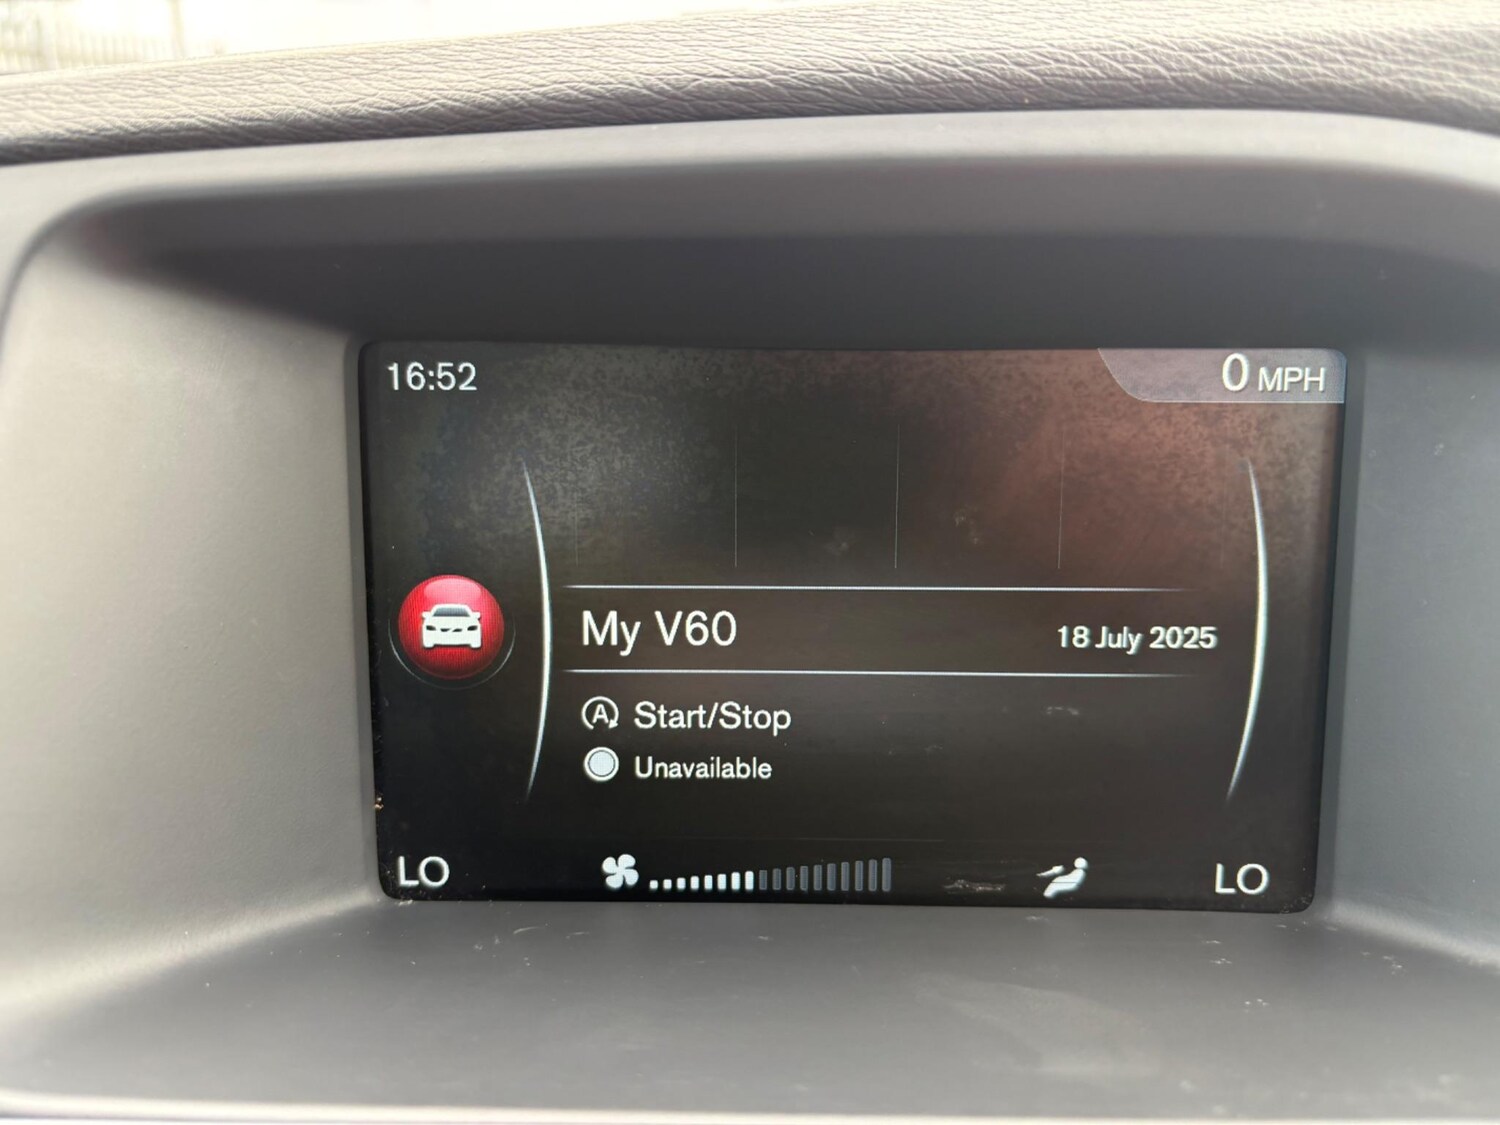 16:52
0 MPH
My V60
18 July 2025
A Start/Stop
Unavailable
LO
LO